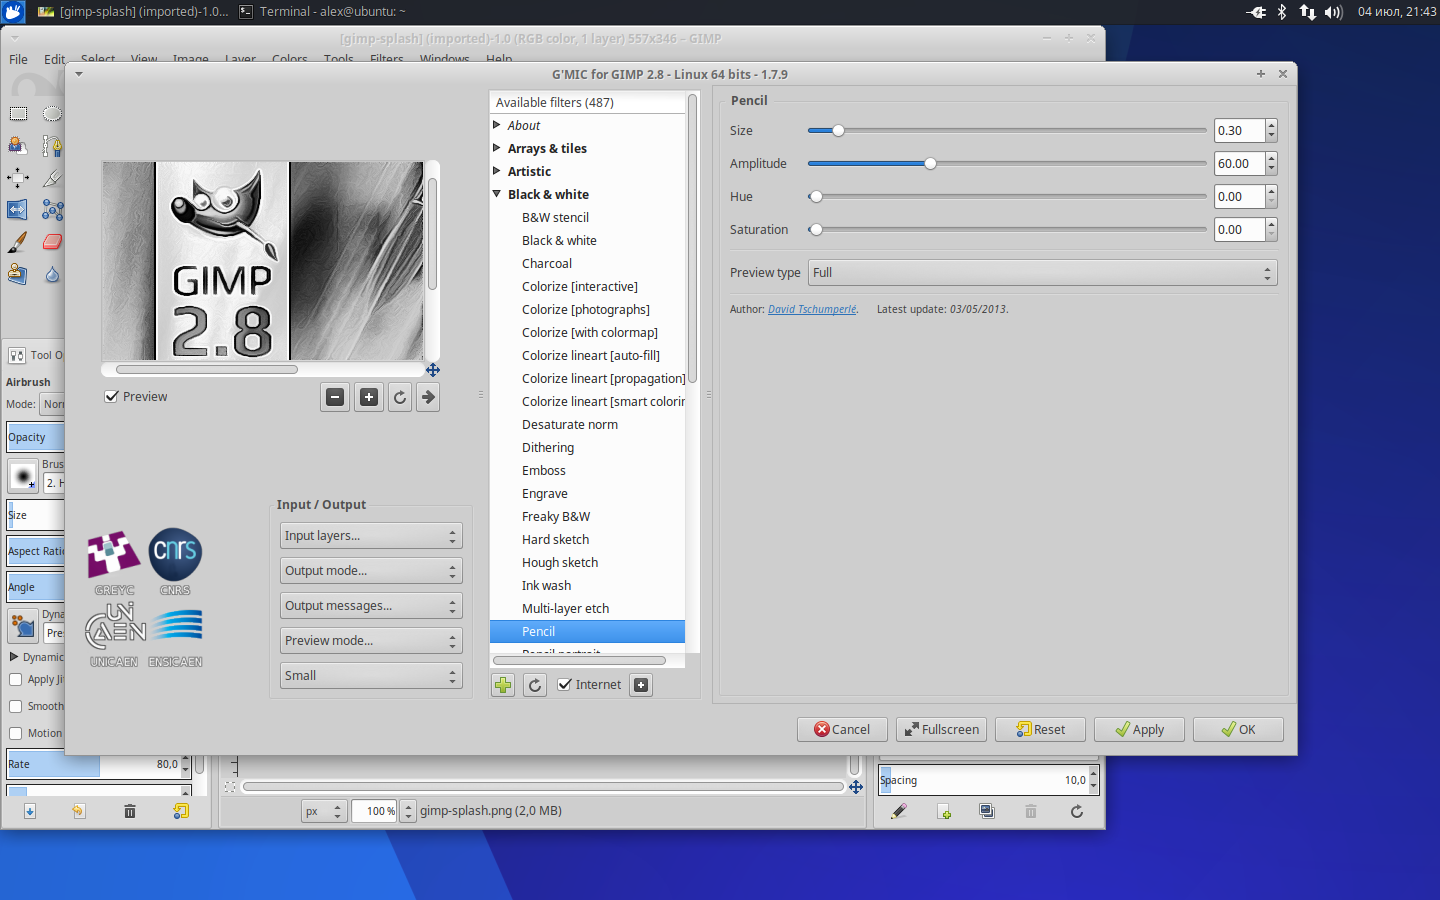 [gimp-splash] (imported)-1.0...
Terminal - alex@ubuntu: ~
04 июл, 21:43
[gimp-splash] (imported)-1.0 (RGB color, 1 layer) 557x346 – GIMP
File Edit Select View Image Layer Colors Tools Filters Windows Help
G'MIC for GIMP 2.8 - Linux 64 bits - 1.7.9
GIMP
2.8
Preview
Input / Output
Input layers...
Output mode...
Output messages...
Preview mode...
Small
GREYC
CNRS
cnrs
UNICAEN
ENSICAEN
UNI
CAEN
Available filters (487)
About
Arrays & tiles
Artistic
Black & white
B&W stencil
Black & white
Charcoal
Colorize [interactive]
Colorize [photographs]
Colorize [with colormap]
Colorize lineart [auto-fill]
Colorize lineart [propagation]
Colorize lineart [smart colorin
Desaturate norm
Dithering
Emboss
Engrave
Freaky B&W
Hard sketch
Hough sketch
Ink wash
Multi-layer etch
Pencil
Pencil portrait
Internet
Pencil
Size 0.30
Amplitude 60.00
Hue 0.00
Saturation 0.00
Preview type Full
Author: David Tschumperlé. Latest update: 03/05/2013.
Cancel
Fullscreen
Reset
Apply
OK
Tool O
Airbrush
Mode: Nor
Opacity
Brus
2. H
Size
Aspect Rati
Angle
Dyna
Pres
Dynamic
Apply Ji
Smooth
Motion
Rate 80,0
px
100 %
gimp-splash.png (2,0 MB)
Spacing 10,0